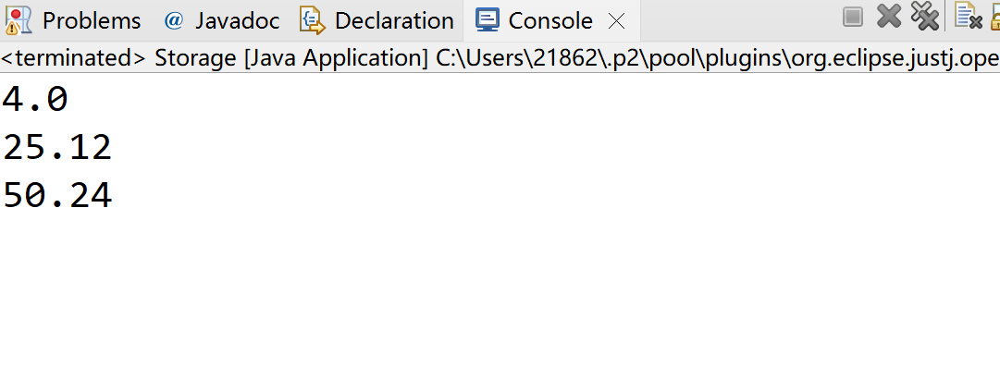 Problems @ Javadoc Declaration Console
<terminated> Storage [Java Application] C:\Users\21862\.p2\pool\plugins\org.eclipse.justj.ope
4.0
25.12
50.24